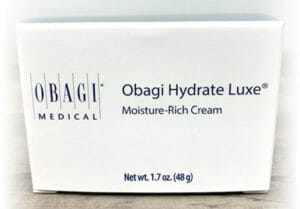 OBAGI®
MEDICAL
Obagi Hydrate Luxe®
Moisture-Rich Cream
Net wt. 1.7 oz. (48 g)